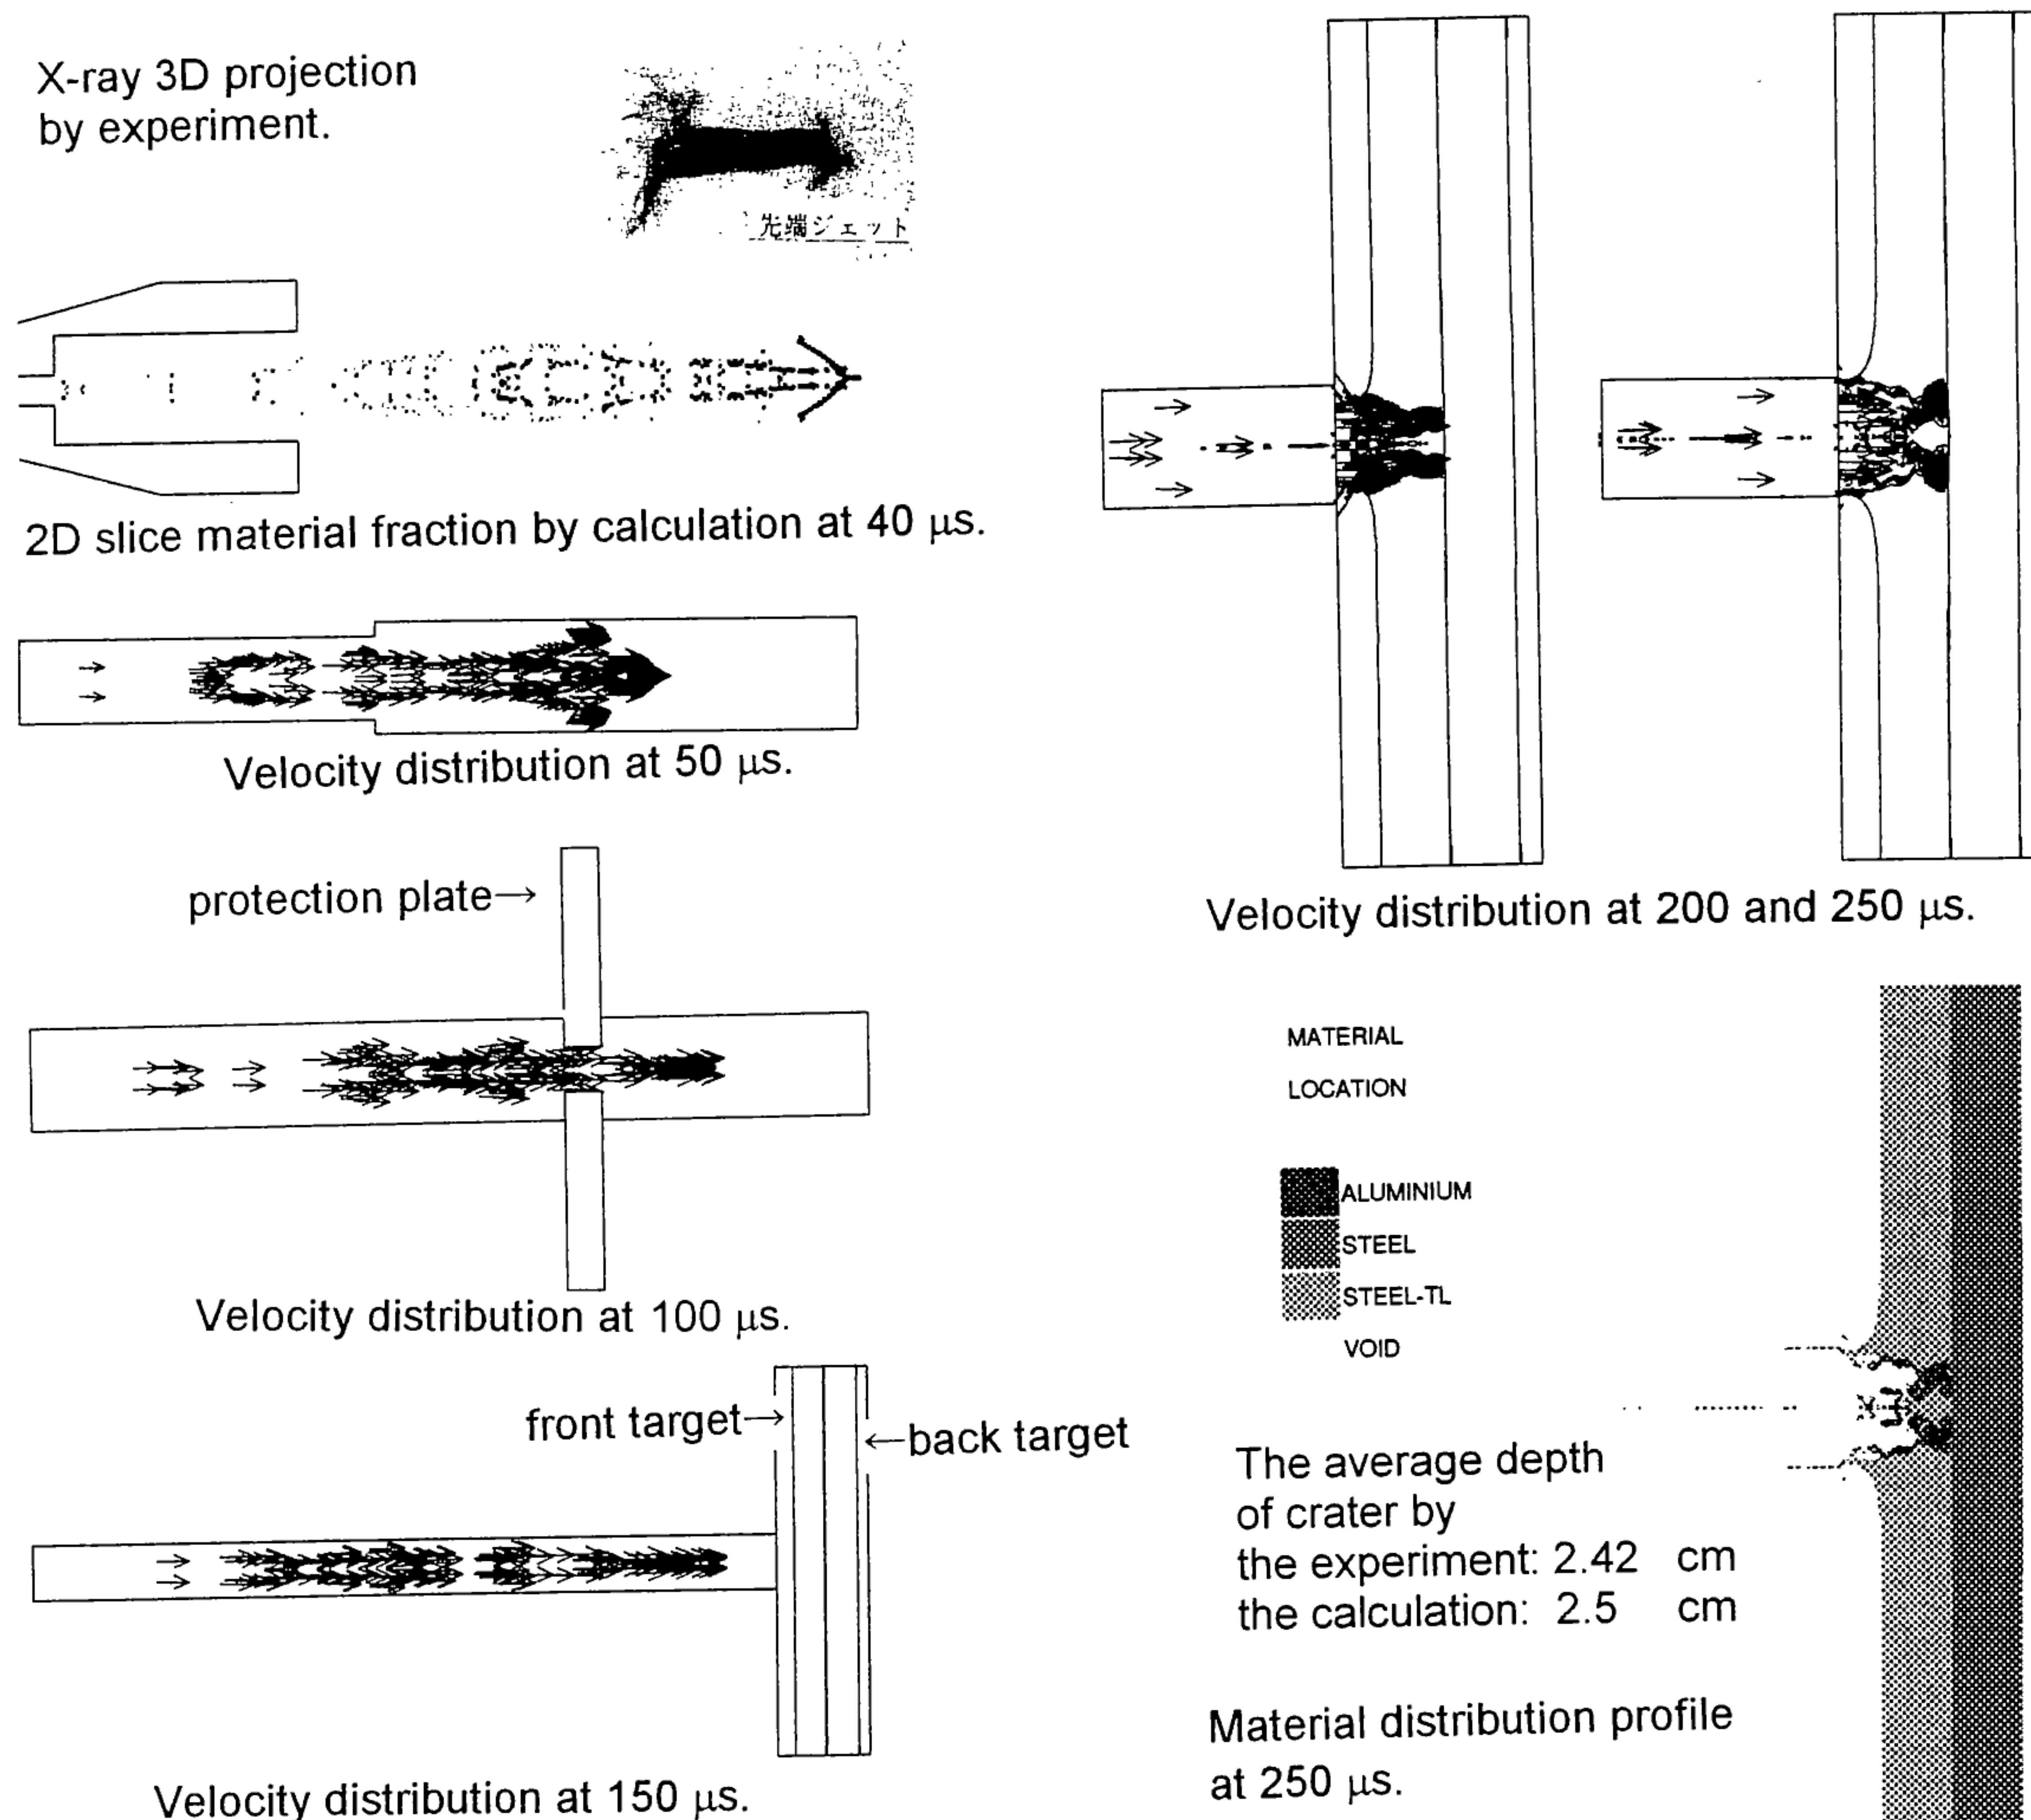 X-ray 3D projection
by experiment.
先端ジェット
2D slice material fraction by calculation at 40 μs.
Velocity distribution at 50 μs.
protection plate→
Velocity distribution at 100 μs.
front target→
←back target
Velocity distribution at 150 μs.
Velocity distribution at 200 and 250 μs.
MATERIAL
LOCATION
ALUMINIUM
STEEL
STEEL-TL
VOID
The average depth
of crater by
the experiment: 2.42 cm
the calculation: 2.5 cm
Material distribution profile
at 250 μs.